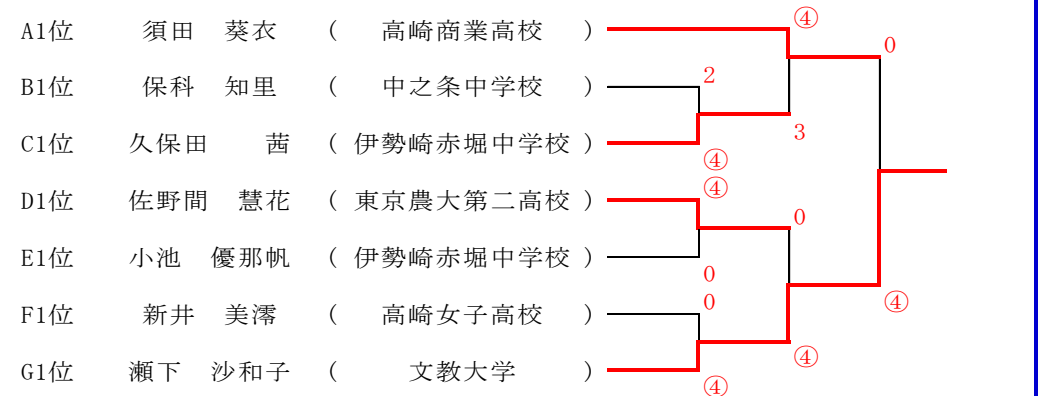 A1位 須田 葵衣 ( 高崎商業高校 ) ④
0
B1位 保科 知里 ( 中之条中学校 ) 2
3
C1位 久保田 茜 ( 伊勢崎赤堀中学校 ) ④
D1位 佐野間 慧花 ( 東京農大第二高校 ) ④
0
E1位 小池 優那帆 ( 伊勢崎赤堀中学校 ) 0
F1位 新井 美澪 ( 高崎女子高校 ) 0 ④
④
G1位 瀬下 沙和子 ( 文教大学 ) ④